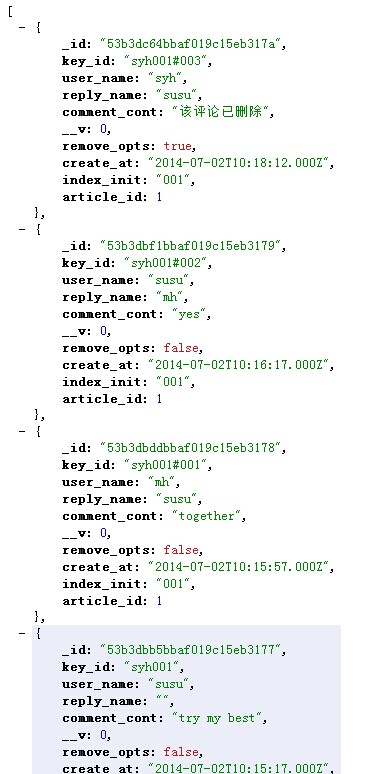 [
- {
_id: "53b3dc64bbaf019c15eb317a",
key_id: "syh001#003",
user_name: "syh",
reply_name: "susu",
comment_cont: "该评论已删除",
__v: 0,
remove_opts: true,
create_at: "2014-07-02T10:18:12.000Z",
index_init: "001",
article_id: 1
},
- {
_id: "53b3dbf1bbaf019c15eb3179",
key_id: "syh001#002",
user_name: "susu",
reply_name: "mh",
comment_cont: "yes",
__v: 0,
remove_opts: false,
create_at: "2014-07-02T10:16:17.000Z",
index_init: "001",
article_id: 1
},
- {
_id: "53b3dbddbbaf019c15eb3178",
key_id: "syh001#001",
user_name: "mh",
reply_name: "susu",
comment_cont: "together",
__v: 0,
remove_opts: false,
create_at: "2014-07-02T10:15:57.000Z",
index_init: "001",
article_id: 1
},
- {
_id: "53b3dbb5bbaf019c15eb3177",
key_id: "syh001",
user_name: "susu",
reply_name: "",
comment_cont: "try my best",
__v: 0,
remove_opts: false,
create_at: "2014-07-02T10:15:17.000Z",